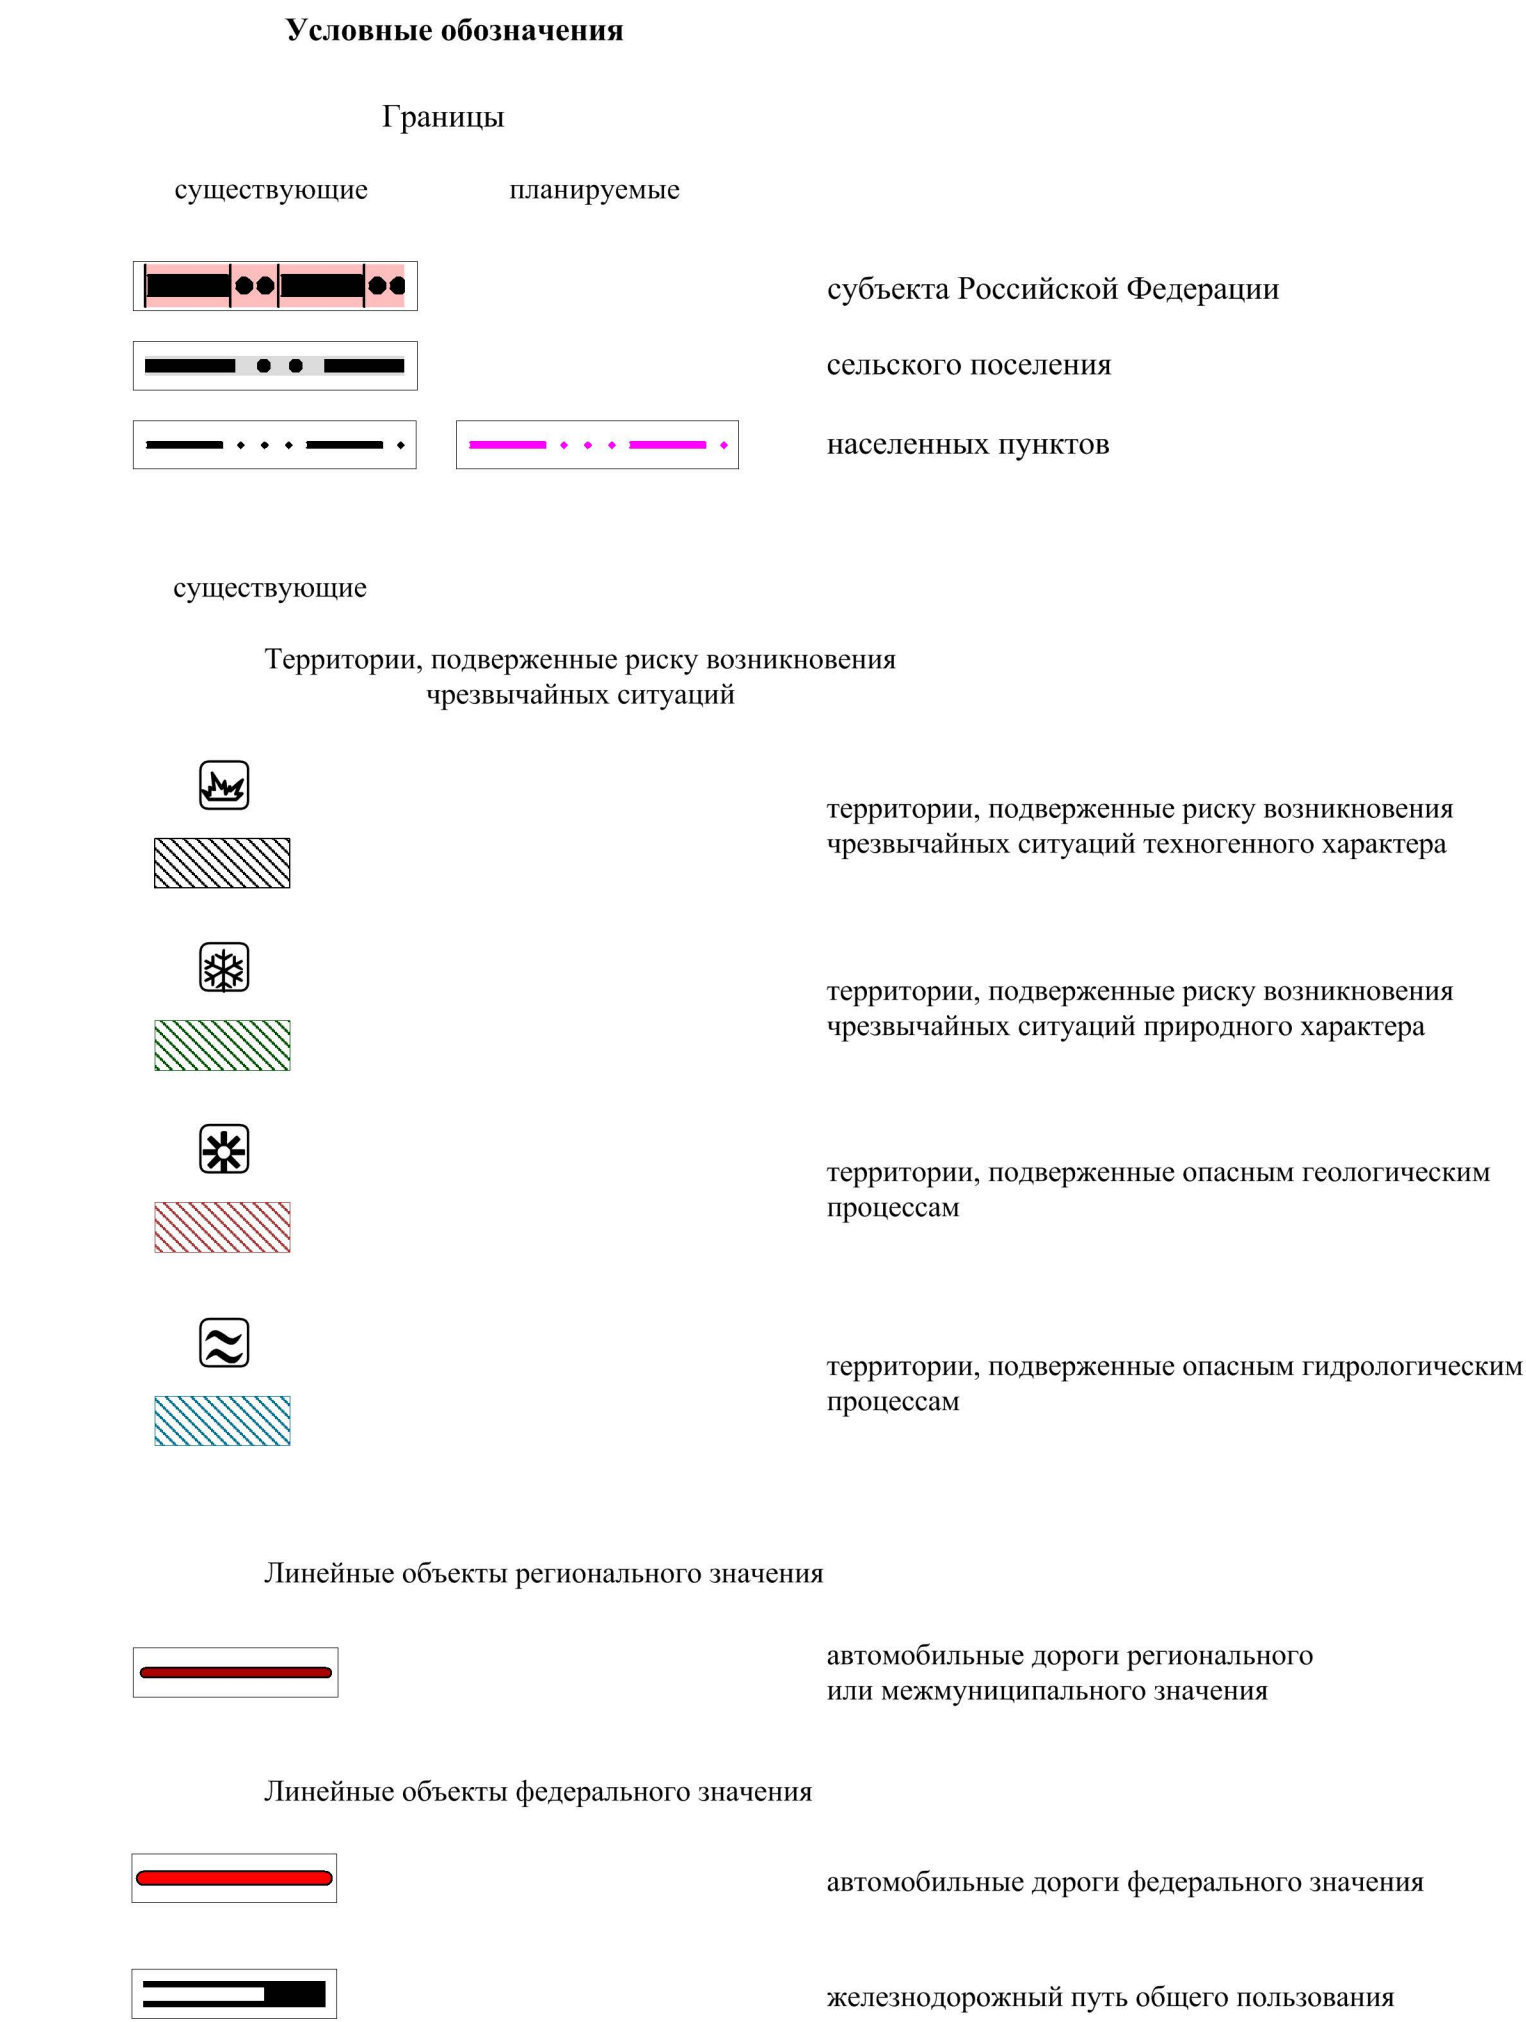 Условные обозначения
Границы
существующие планируемые
субъекта Российской Федерации
сельского поселения
населенных пунктов
существующие
Территории, подверженные риску возникновения
чрезвычайных ситуаций
территории, подверженные риску возникновения
чрезвычайных ситуаций техногенного характера
территории, подверженные риску возникновения
чрезвычайных ситуаций природного характера
территории, подверженные опасным геологическим
процессам
территории, подверженные опасным гидрологическим
процессам
Линейные объекты регионального значения
автомобильные дороги регионального
или межмуниципального значения
Линейные объекты федерального значения
автомобильные дороги федерального значения
железнодорожный путь общего пользования